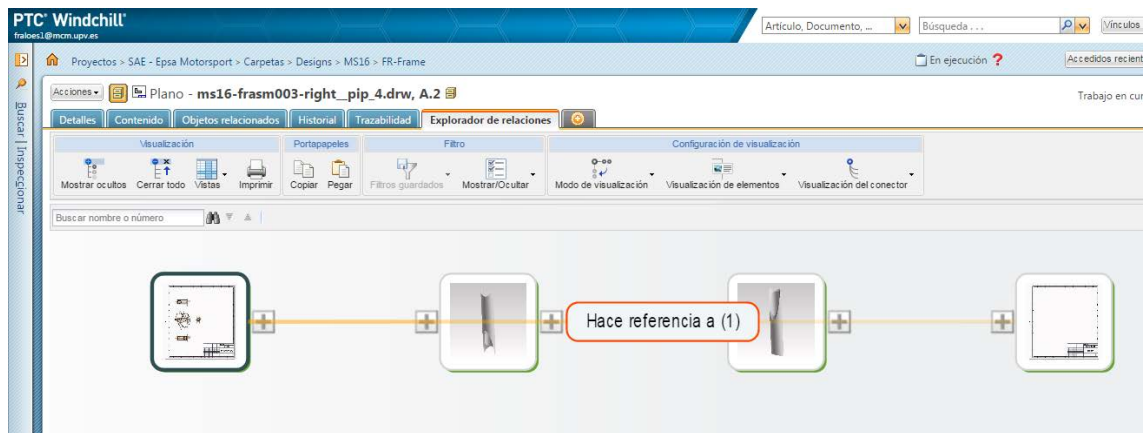 PTC® Windchill®
fraloes1@mcm.upv.es
Artículo, Documento, ...
Búsqueda . . .
Vínculos
Proyectos > SAE - Epsa Motorsport > Carpetas > Designs > MS16 > FR-Frame
En ejecución ?
Accedidos recient
Acciones
Plano - ms16-frasm003-right__pip_4.drw, A.2
Trabajo en cur
Detalles
Contenido
Objetos relacionados
Historial
Trazabilidad
Explorador de relaciones
Buscar | Inspeccionar
Visualización
Portapapeles
Filtro
Configuración de visualización
Mostrar ocultos
Cerrar todo
Vistas
Imprimir
Copiar
Pegar
Filtros guardados
Mostrar/Ocultar
Modo de visualización
Visualización de elementos
Visualización del conector
Buscar nombre o número
Hace referencia a (1)